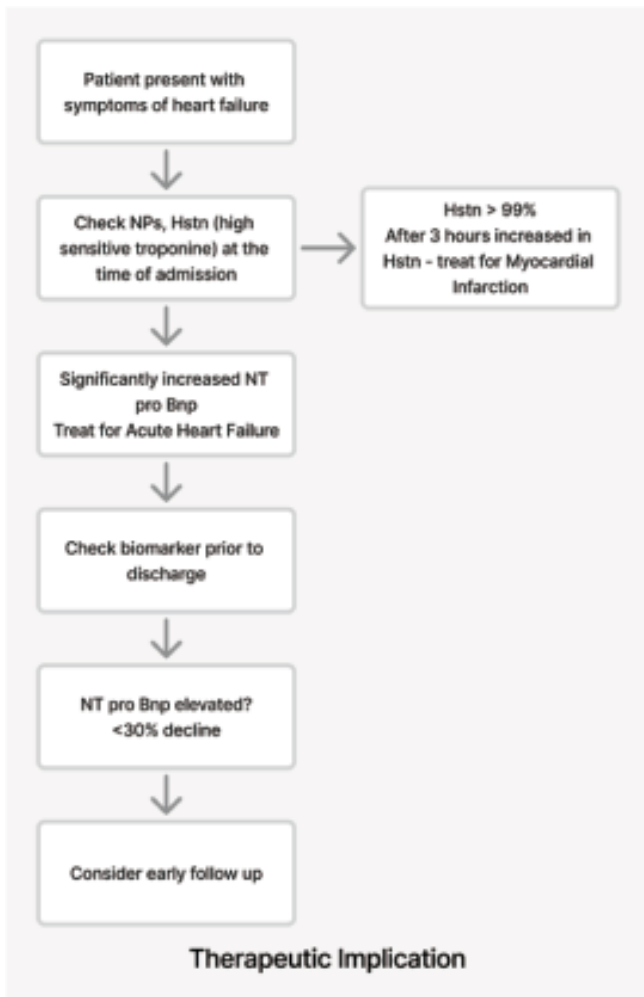 Patient present with
symptoms of heart failure
Check NPs, Hstn (high
sensitive troponine) at the
time of admission
Hstn > 99%
After 3 hours increased in
Hstn - treat for Myocardial
Infarction
Significantly increased NT
pro Bnp
Treat for Acute Heart Failure
Check biomarker prior to
discharge
NT pro Bnp elevated?
<30% decline
Consider early follow up
Therapeutic Implication